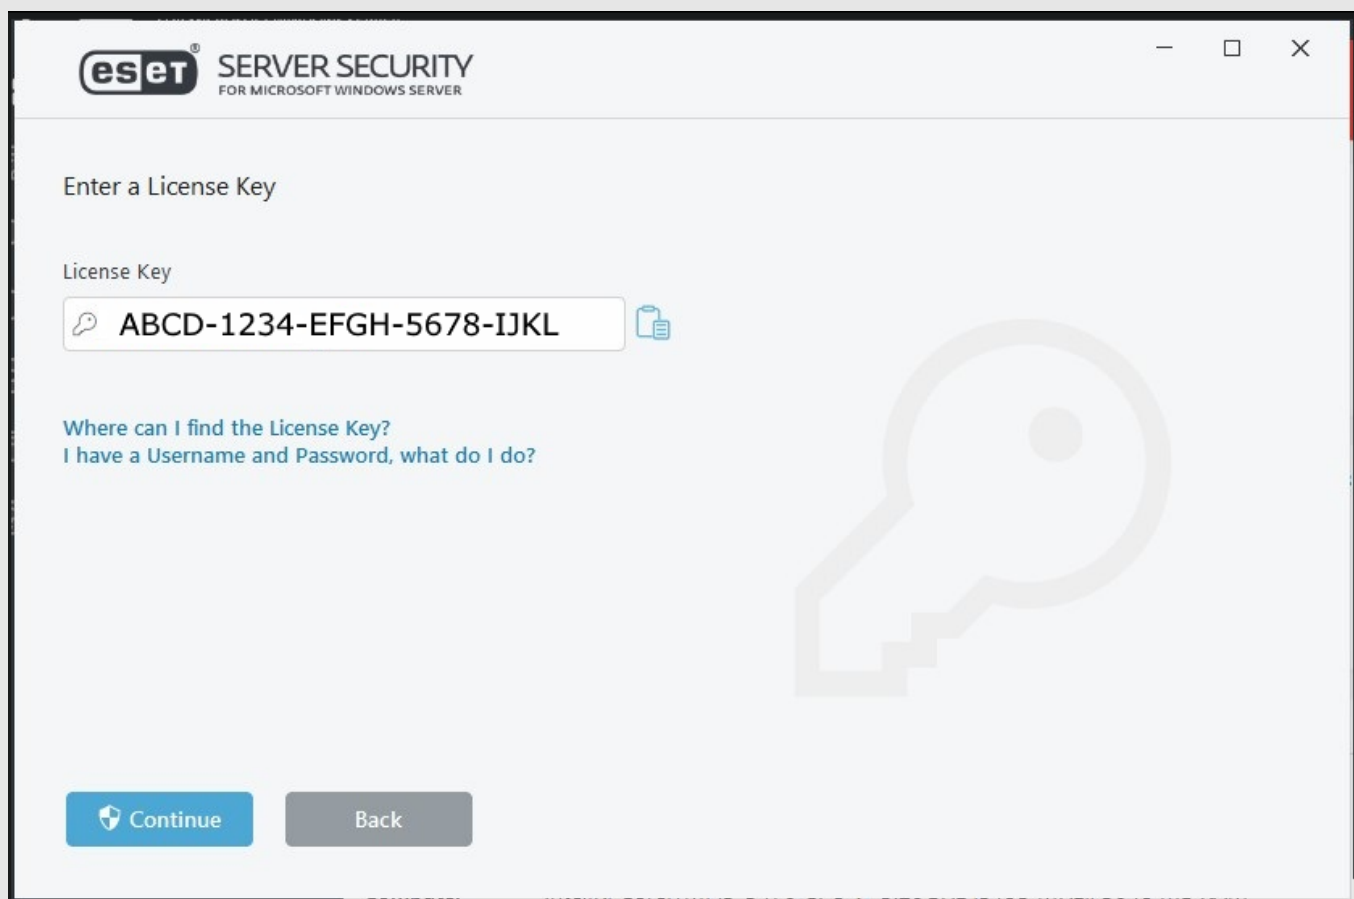 eset® SERVER SECURITY
FOR MICROSOFT WINDOWS SERVER
Enter a License Key
License Key
ABCD-1234-EFGH-5678-IJKL
Where can I find the License Key?
I have a Username and Password, what do I do?
Continue
Back